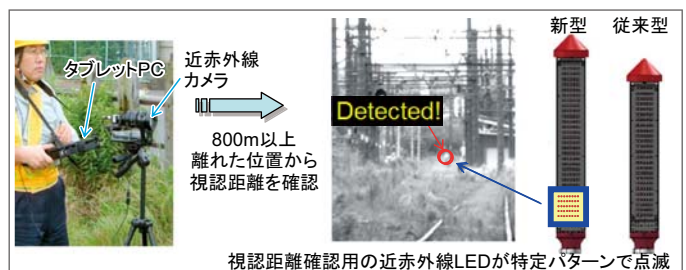 タブレットPC
近赤外線
カメラ
800m以上
離れた位置から
視認距離を確認
Detected!
新型
従来型
視認距離確認用の近赤外線LEDが特定パターンで点滅